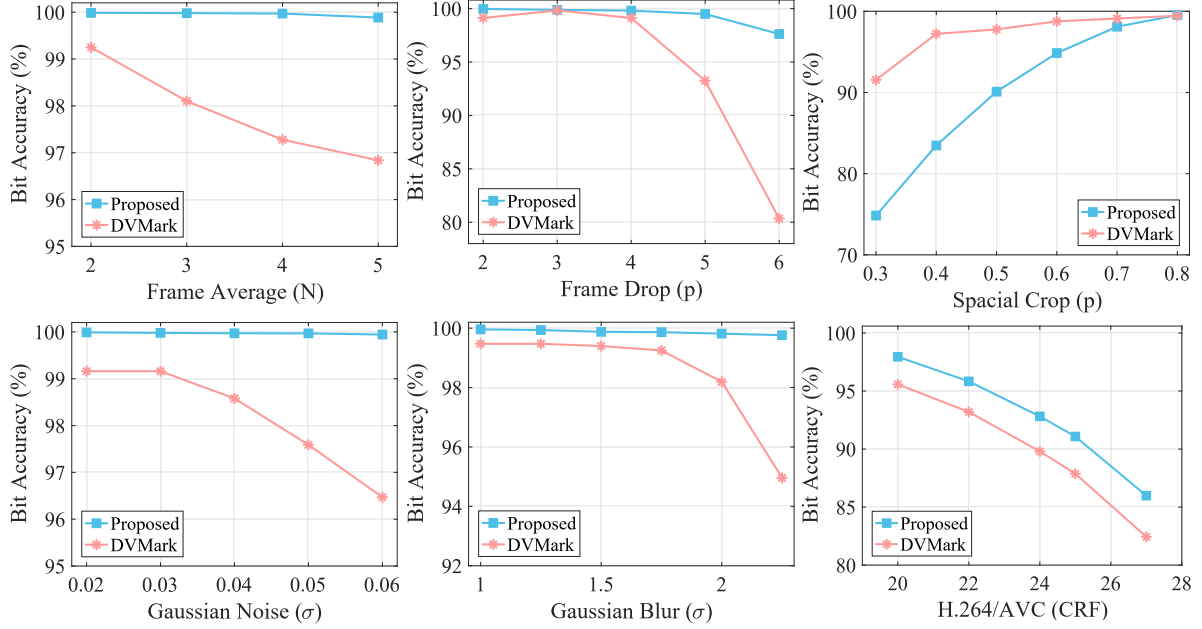 Bit Accuracy (%)
100
99
98
97
96
95
Proposed
DVMark
2 3 4 5
Frame Average (N)
Bit Accuracy (%)
100
95
90
85
80
Proposed
DVMark
2 3 4 5 6
Frame Drop (p)
Bit Accuracy (%)
100
90
80
70
Proposed
DVMark
0.3 0.4 0.5 0.6 0.7 0.8
Spacial Crop (p)
Bit Accuracy (%)
100
99
98
97
96
95
Proposed
DVMark
0.02 0.03 0.04 0.05 0.06
Gaussian Noise (σ)
Bit Accuracy (%)
100
98
96
94
92
Proposed
DVMark
1 1.5 2
Gaussian Blur (σ)
Bit Accuracy (%)
100
95
90
85
80
Proposed
DVMark
20 22 24 26 28
H.264/AVC (CRF)